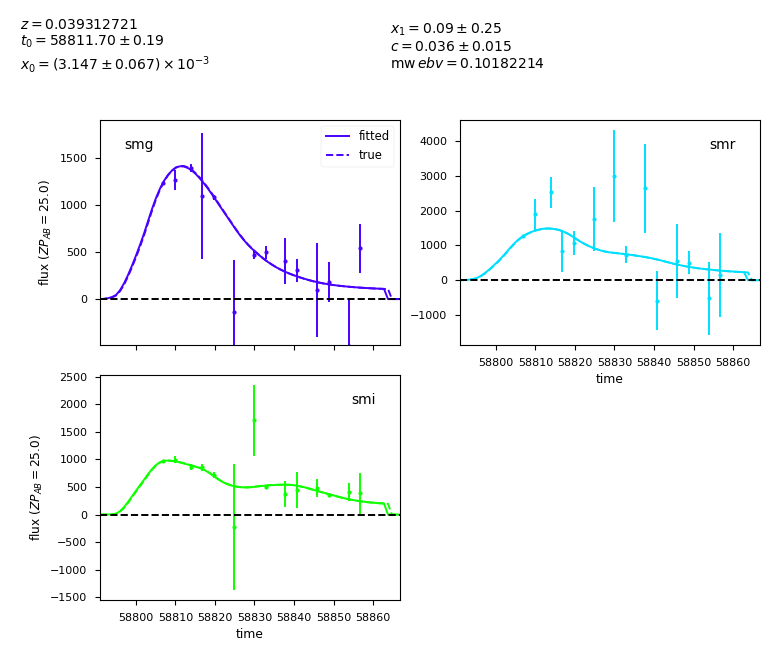 z = 0.039312721
t₀ = 58811.70 ± 0.19
x₀ = (3.147 ± 0.067) × 10⁻³
x₁ = 0.09 ± 0.25
c = 0.036 ± 0.015
mw ebv = 0.10182214
smg
fitted
true
flux (ZP_AB = 25.0)
1500
1000
500
0
smr
4000
3000
2000
1000
0
−1000
58800 58810 58820 58830 58840 58850 58860
time
smi
flux (ZP_AB = 25.0)
2500
2000
1500
1000
500
0
−500
−1000
−1500
58800 58810 58820 58830 58840 58850 58860
time